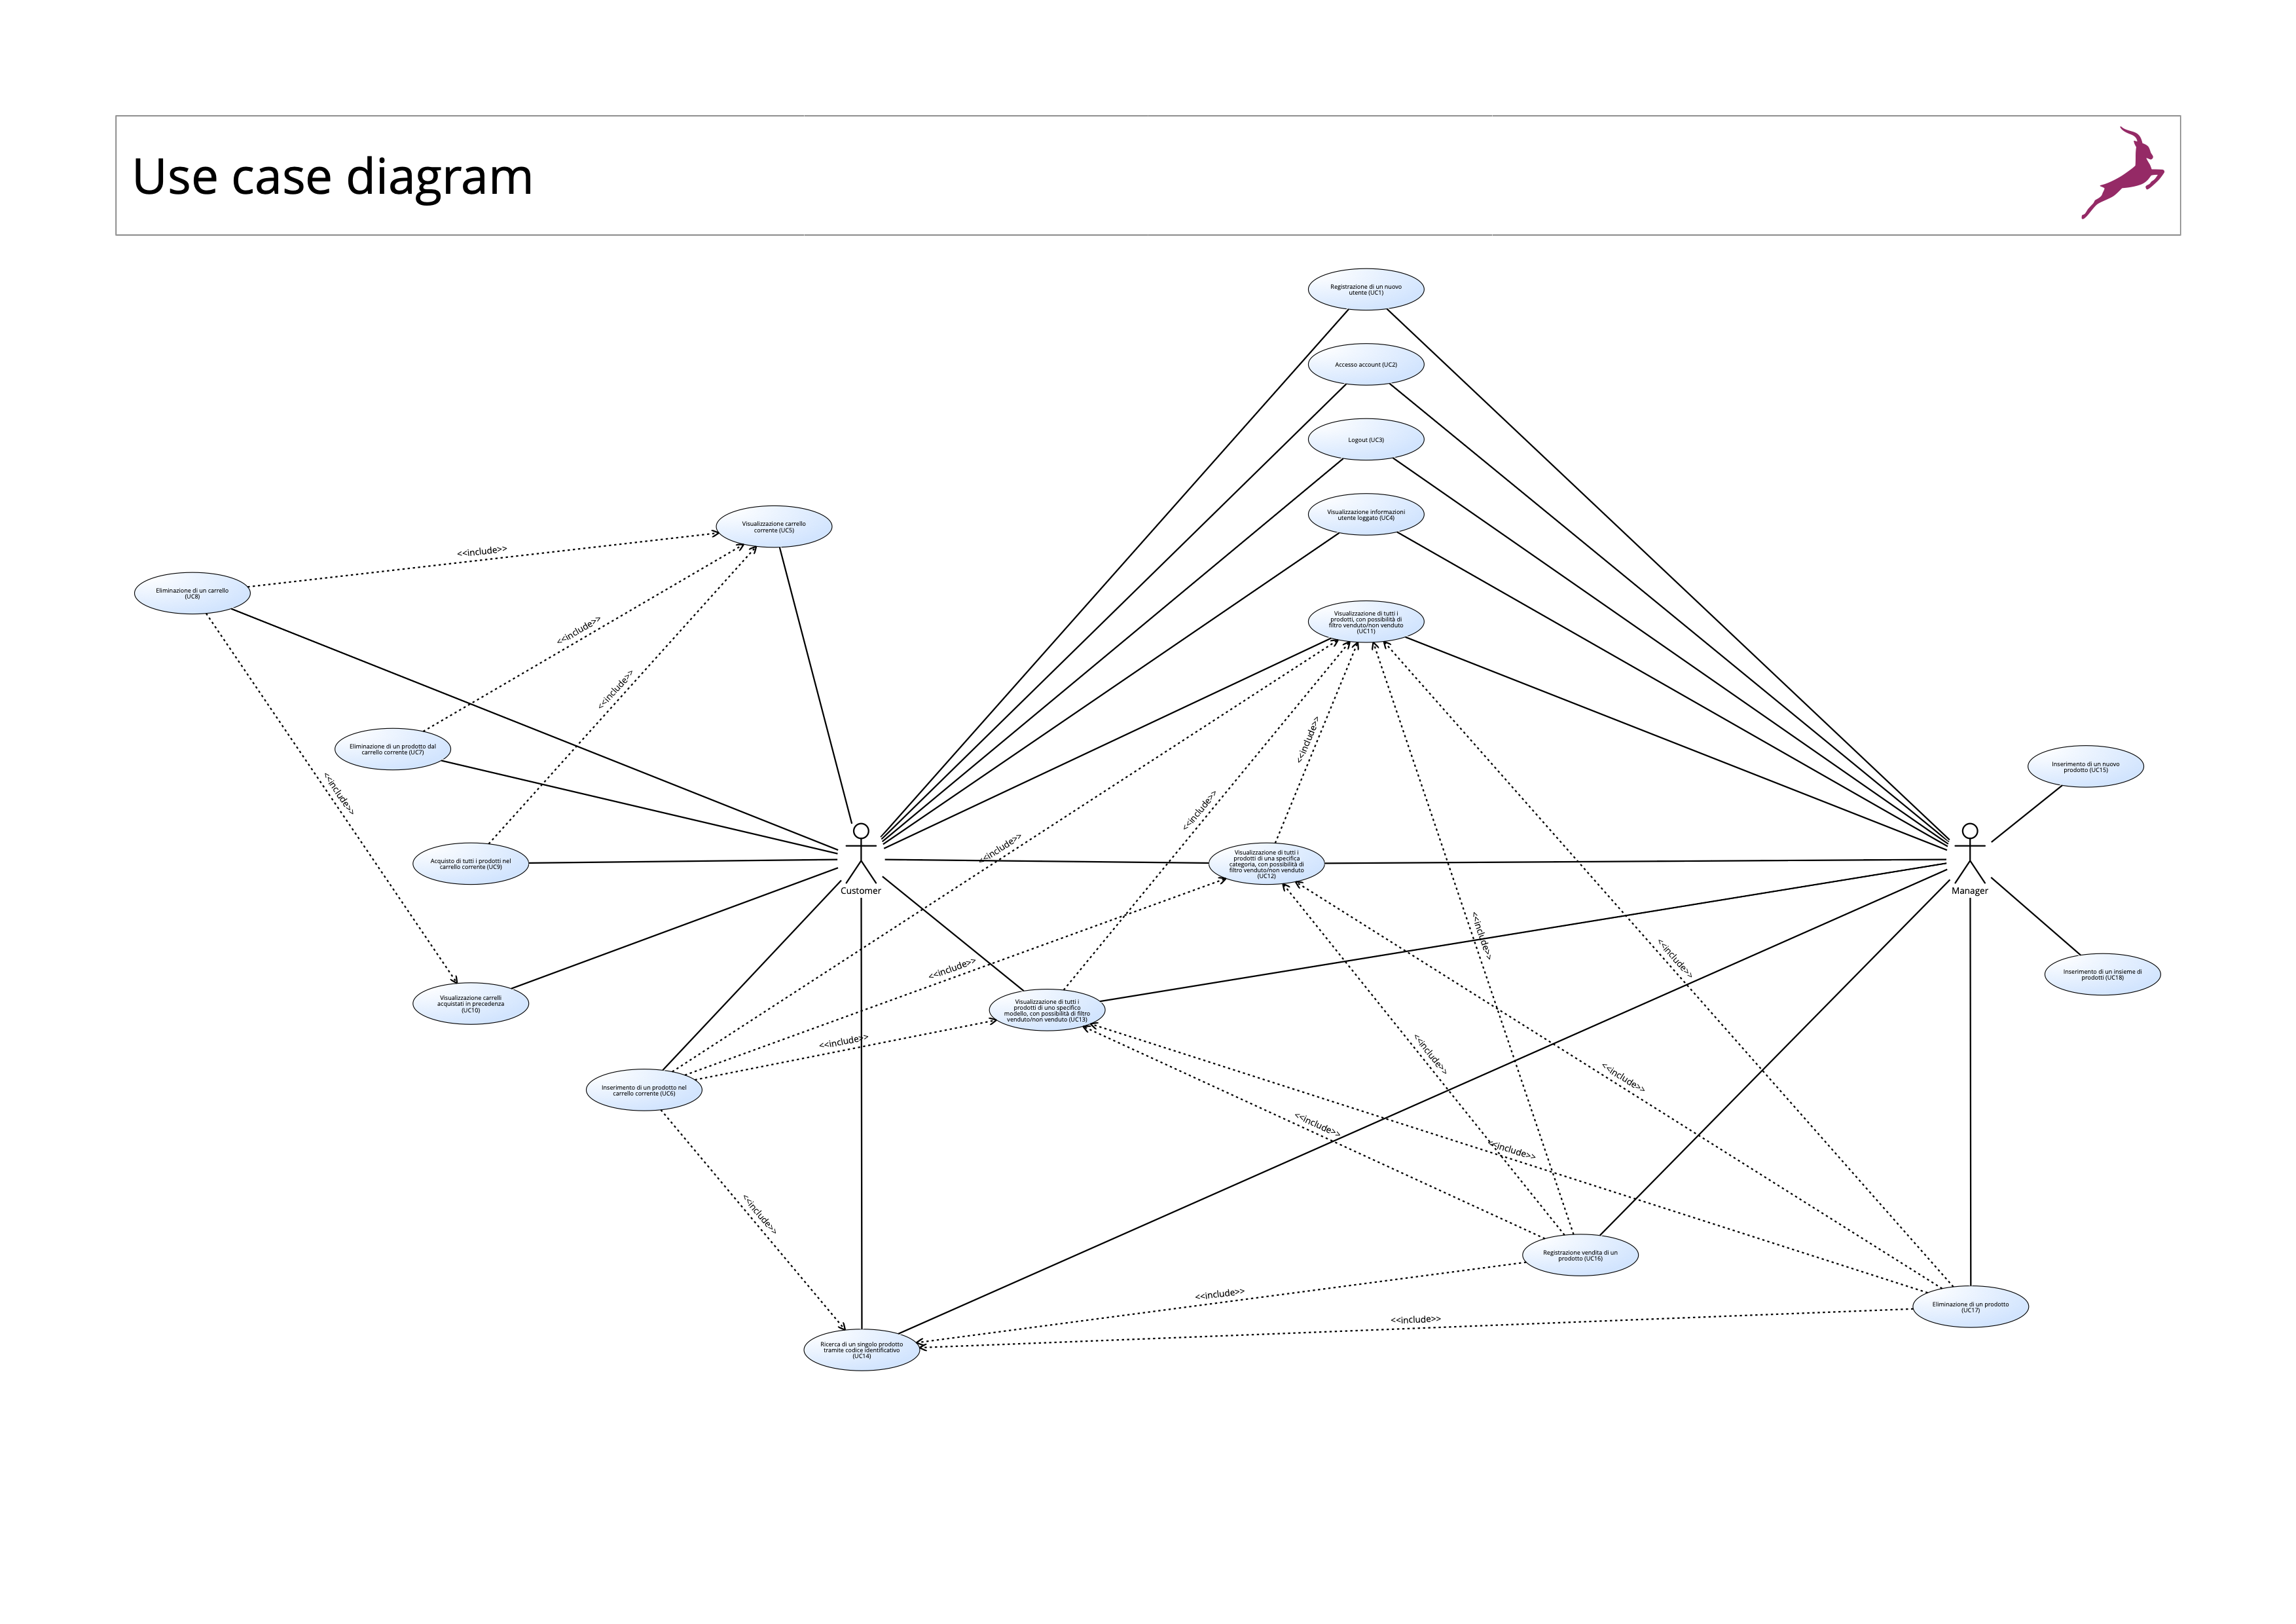 Use case diagram
Registrazione di un nuovo
utente (UC1)
Accesso account (UC2)
Logout (UC3)
Visualizzazione informazioni
utente loggato (UC4)
Visualizzazione carrello
corrente (UC5)
<<include>>
Eliminazione di un carrello
(UC8)
<<include>>
Visualizzazione di tutti i
prodotti, con possibilità di
filtro venduto/non venduto
(UC11)
<<include>>
Eliminazione di un prodotto dal
carrello corrente (UC7)
<<include>>
Inserimento di un nuovo
prodotto (UC15)
<<include>>
<<include>>
<<include>>
Acquisto di tutti i prodotti nel
carrello corrente (UC9)
Customer
Visualizzazione di tutti i
prodotti di una specifica
categoria, con possibilità di
filtro venduto/non venduto
(UC12)
Manager
<<include>>
<<include>>
<<include>>
Inserimento di un insieme di
prodotti (UC18)
Visualizzazione carrelli
acquistati in precedenza
(UC10)
Visualizzazione di tutti i
prodotti di uno specifico
modello, con possibilità di filtro
venduto/non venduto (UC13)
<<include>>
<<include>>
<<include>>
Inserimento di un prodotto nel
carrello corrente (UC6)
<<include>>
<<include>>
<<include>>
Registrazione vendita di un
prodotto (UC16)
<<include>>
Eliminazione di un prodotto
(UC17)
<<include>>
Ricerca di un singolo prodotto
tramite codice identificativo
(UC14)